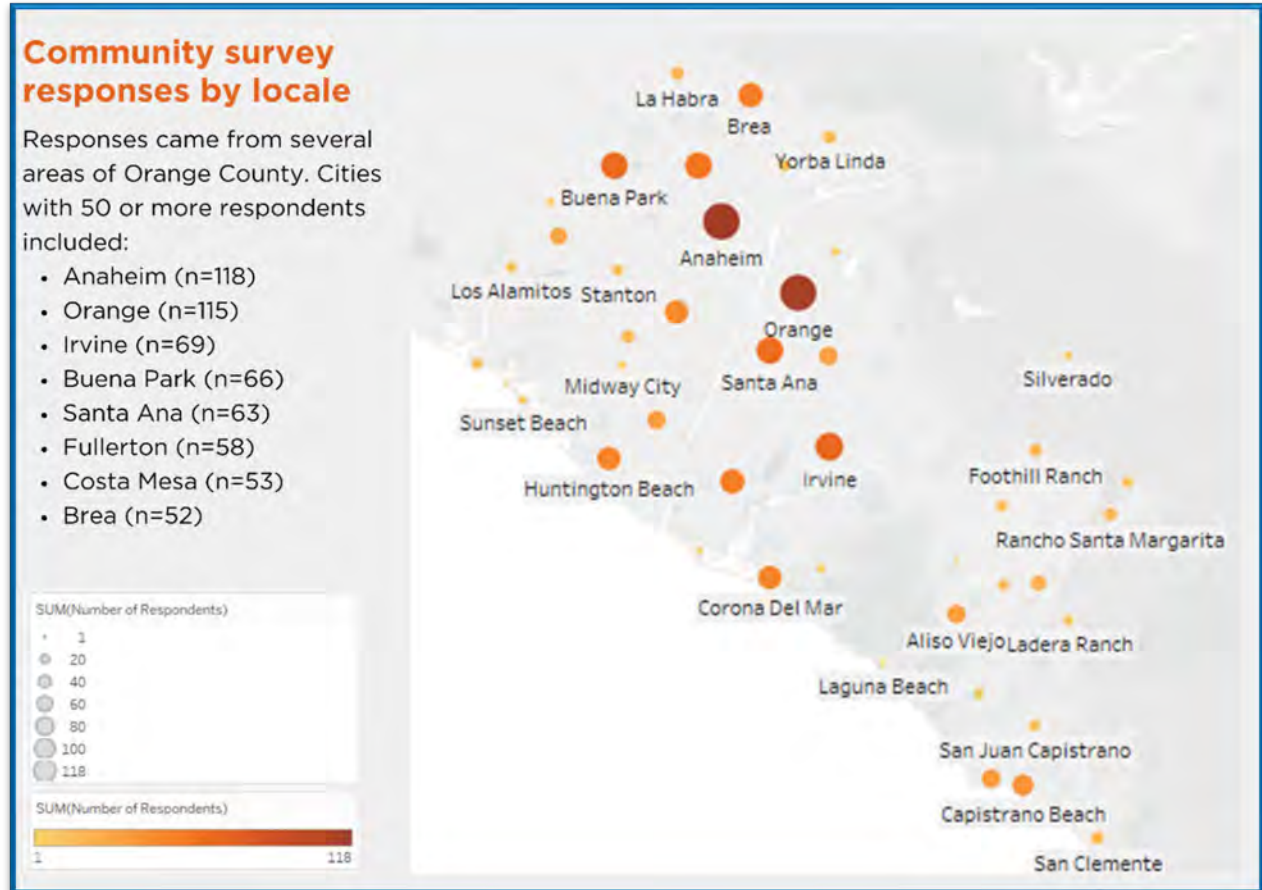 Community survey
responses by locale
Responses came from several
areas of Orange County. Cities
with 50 or more respondents
included:
• Anaheim (n=118)
• Orange (n=115)
• Irvine (n=69)
• Buena Park (n=66)
• Santa Ana (n=63)
• Fullerton (n=58)
• Costa Mesa (n=53)
• Brea (n=52)
SUM(Number of Respondents)
1
20
40
60
80
100
118
SUM(Number of Respondents)
1 118
La Habra
Brea
Yorba Linda
Buena Park
Anaheim
Los Alamitos
Stanton
Orange
Midway City
Santa Ana
Silverado
Sunset Beach
Huntington Beach
Irvine
Foothill Ranch
Rancho Santa Margarita
Corona Del Mar
Aliso Viejo
Ladera Ranch
Laguna Beach
San Juan Capistrano
Capistrano Beach
San Clemente